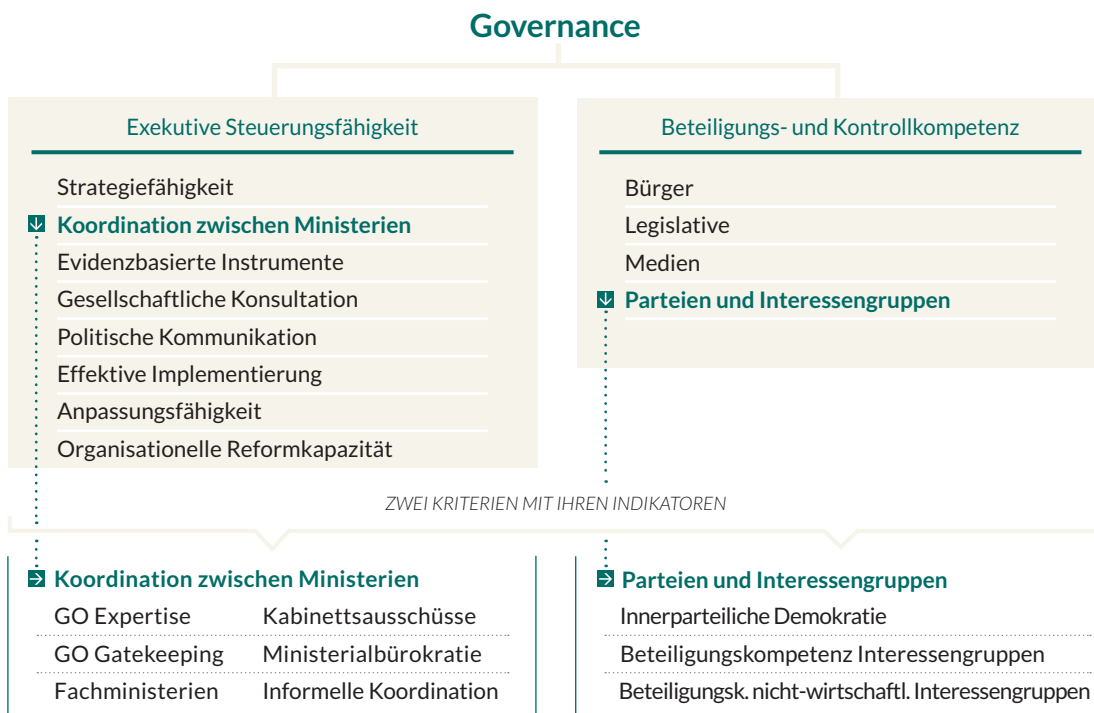 Governance
Exekutive Steuerungsfähigkeit
Strategiefähigkeit
Koordination zwischen Ministerien
Evidenzbasierte Instrumente
Gesellschaftliche Konsultation
Politische Kommunikation
Effektive Implementierung
Anpassungsfähigkeit
Organisationelle Reformkapazität
Beteiligungs- und Kontrollkompetenz
Bürger
Legislative
Medien
Parteien und Interessengruppen
ZWEI KRITERIEN MIT IHREN INDIKATOREN
Koordination zwischen Ministerien
GO Expertise Kabinettsausschüsse
GO Gatekeeping Ministerialbürokratie
Fachministerien Informelle Koordination
Parteien und Interessengruppen
Innerparteiliche Demokratie
Beteiligungskompetenz Interessengruppen
Beteiligungsk. nicht-wirtschaftl. Interessengruppen